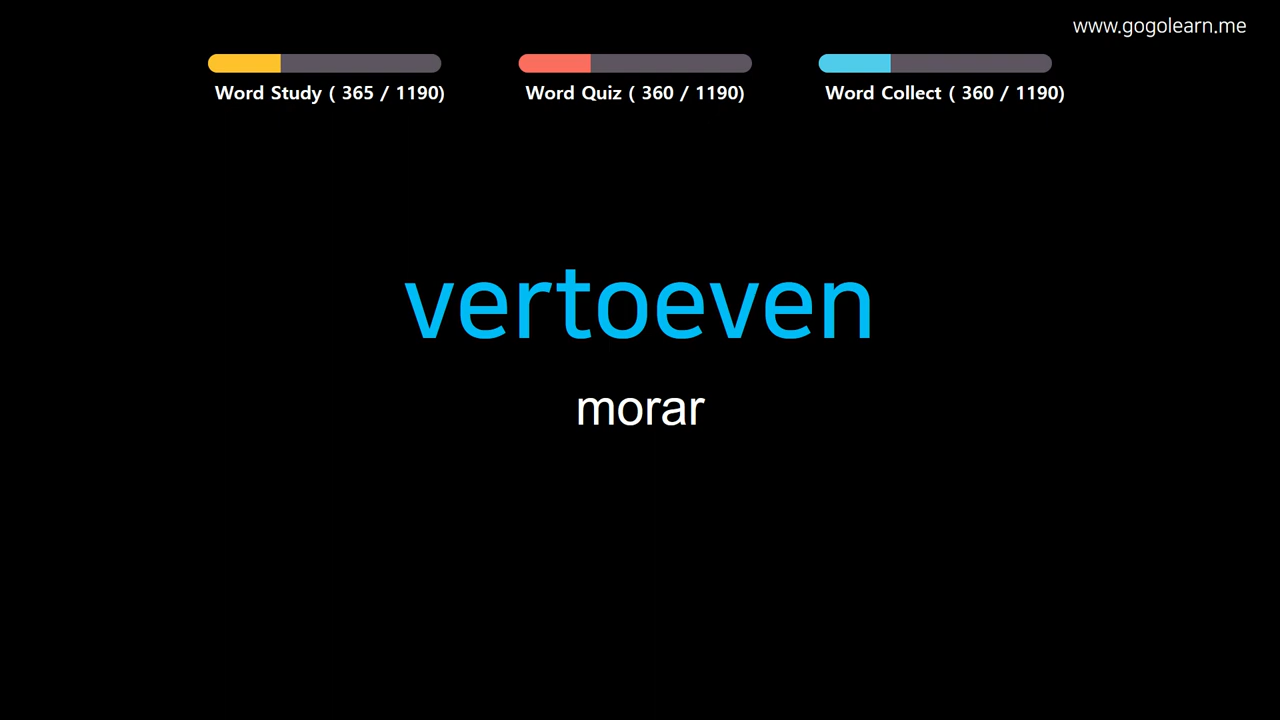 www.gogolearn.me
Word Study ( 365 / 1190)
Word Quiz ( 360 / 1190)
Word Collect ( 360 / 1190)
vertoeven
morar